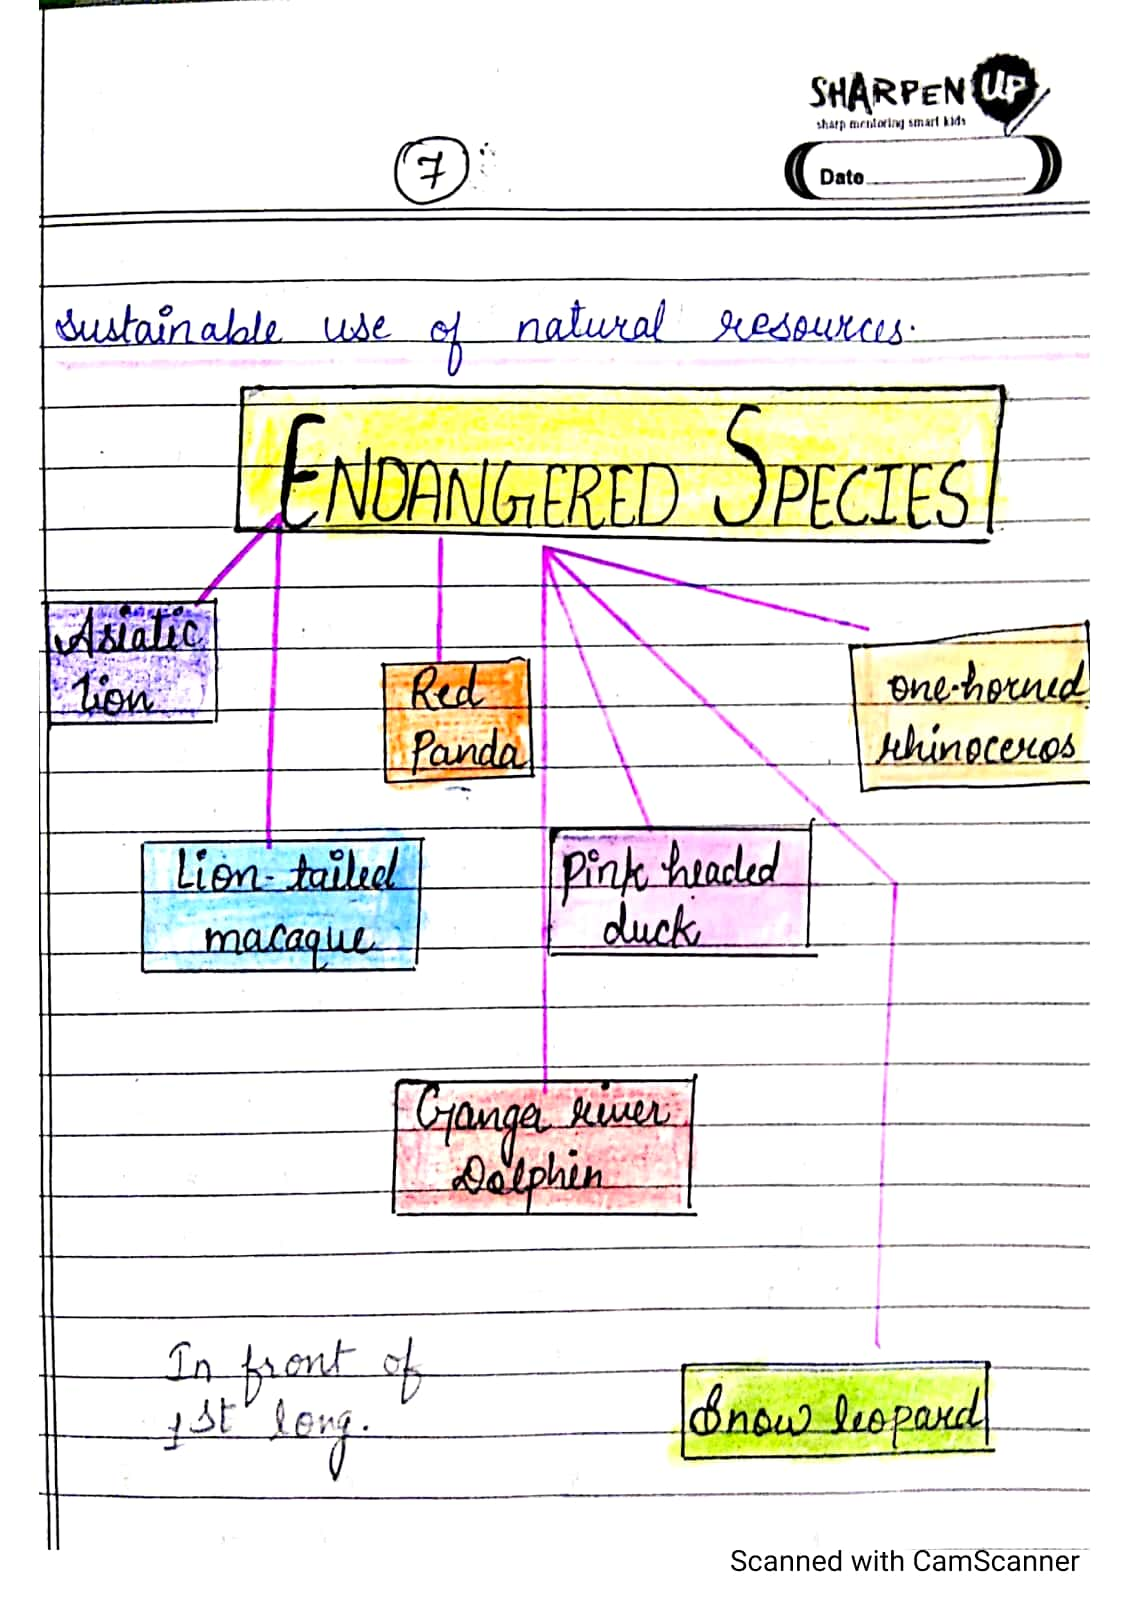 SHARPEN UP
sharp mentoring smart kids
7
Date
sustainable use of natural resources.
ENDANGERED SPECIES
Asiatic
lion
Red
Panda
one-horned
rhinoceros
Lion-tailed
macaque
Pink headed
duck
Ganga river
Dolphin
In front of
1st long.
Snow leopard
Scanned with CamScanner